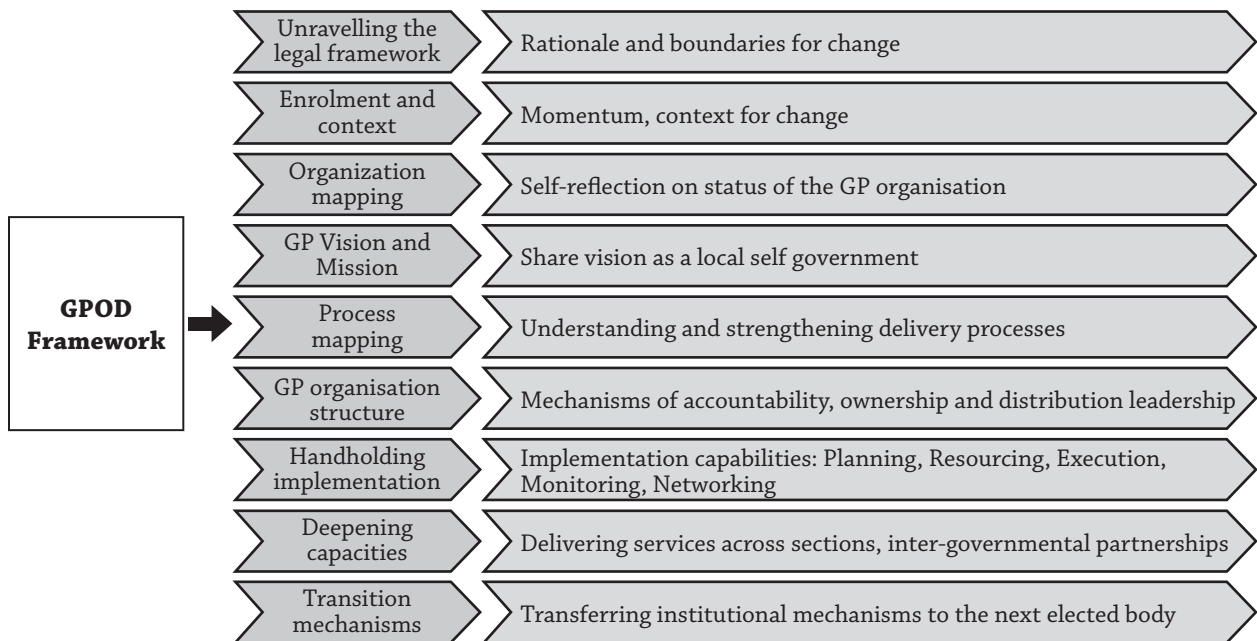 GPOD
Framework
Unravelling the
legal framework
Rationale and boundaries for change
Enrolment and
context
Momentum, context for change
Organization
mapping
Self-reflection on status of the GP organisation
GP Vision and
Mission
Share vision as a local self government
Process
mapping
Understanding and strengthening delivery processes
GP organisation
structure
Mechanisms of accountability, ownership and distribution leadership
Handholding
implementation
Implementation capabilities: Planning, Resourcing, Execution,
Monitoring, Networking
Deepening
capacities
Delivering services across sections, inter-governmental partnerships
Transition
mechanisms
Transferring institutional mechanisms to the next elected body